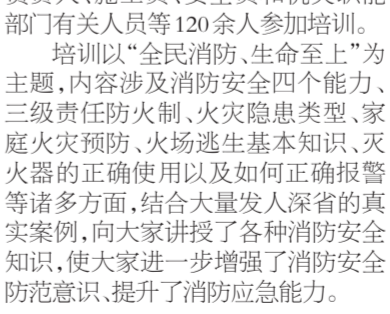 部门有关人员等120余人参加培训。
培训以“全民消防、生命至上”为
主题,内容涉及消防安全四个能力、
三级责任防火制、火灾隐患类型、家
庭火灾预防、火场逃生基本知识、灭
火器的正确使用以及如何正确报警
等诸多方面,结合大量发人深省的真
实案例,向大家讲授了各种消防安全
知识,使大家进一步增强了消防安全
防范意识、提升了消防应急能力。